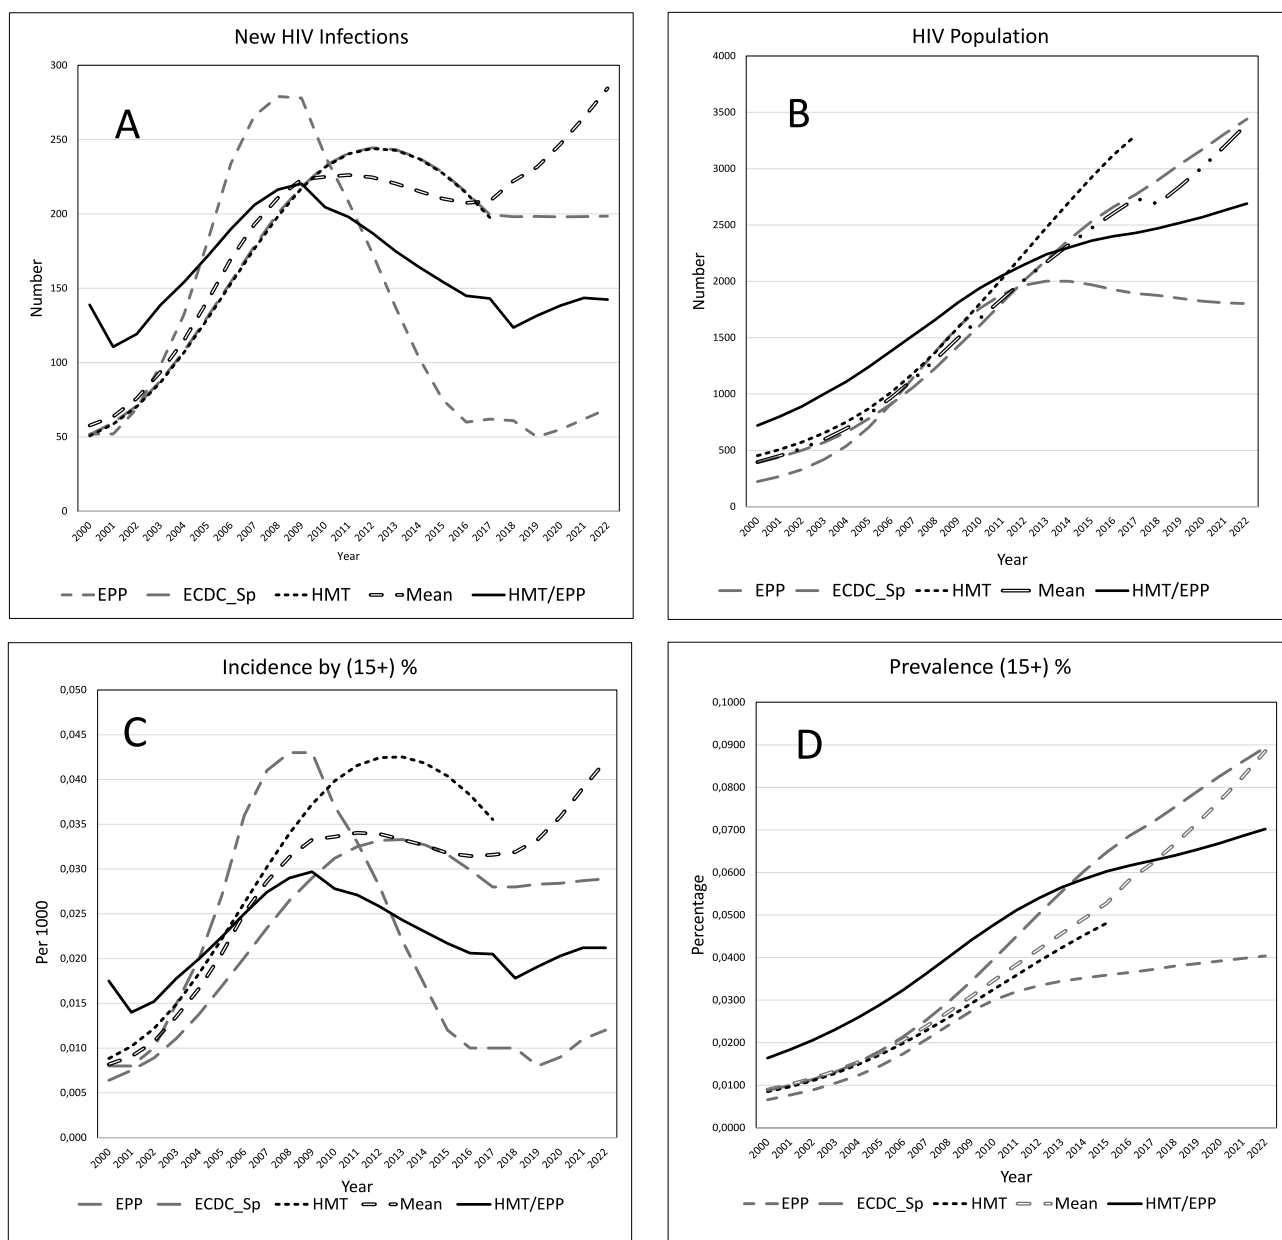 New HIV Infections
A
300
250
200
150
100
50
0
Number
2000 2001 2002 2003 2004 2005 2006 2007 2008 2009 2010 2011 2012 2013 2014 2015 2016 2017 2018 2019 2020 2021 2022
Year
EPP ECDC_Sp HMT Mean HMT/EPP
HIV Population
B
4000
3500
3000
2500
2000
1500
1000
500
0
Number
2000 2001 2002 2003 2004 2005 2006 2007 2008 2009 2010 2011 2012 2013 2014 2015 2016 2017 2018 2019 2020 2021 2022
Year
EPP ECDC_Sp HMT Mean HMT/EPP
Incidence by (15+) %
C
0,050
0,045
0,040
0,035
0,030
0,025
0,020
0,015
0,010
0,005
0,000
Per 1000
2000 2001 2002 2003 2004 2005 2006 2007 2008 2009 2010 2011 2012 2013 2014 2015 2016 2017 2018 2019 2020 2021 2022
Year
EPP ECDC_Sp HMT Mean HMT/EPP
Prevalence (15+) %
D
0,1000
0,0900
0,0800
0,0700
0,0600
0,0500
0,0400
0,0300
0,0200
0,0100
0,0000
Percentage
2000 2001 2002 2003 2004 2005 2006 2007 2008 2009 2010 2011 2012 2013 2014 2015 2016 2017 2018 2019 2020 2021 2022
Year
EPP ECDC_Sp HMT Mean HMT/EPP